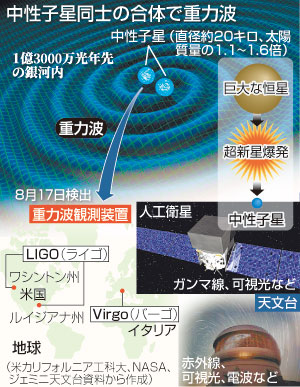 中性子星同士の合体で重力波
中性子星(直径約20キロ、太陽
質量の1.1~1.6倍)
1億3000万光年先
の銀河内
巨大な恒星
重力波
超新星爆発
8月17日検出
重力波観測装置
中性子星
人工衛星
LIGO(ライゴ)
ワシントン州
米国
ルイジアナ州
ガンマ線、可視光など
天文台
Virgo(バーゴ)
イタリア
地球
(米カリフォルニア工科大、NASA、
ジェミニ天文台資料から作成)
赤外線、
可視光、電波など